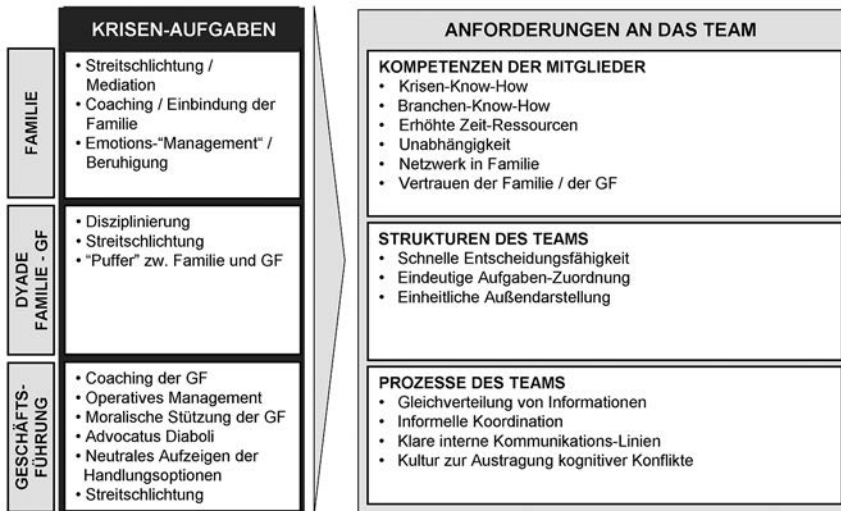 KRISEN-AUFGABEN
FAMILIE
• Streitschlichtung /
Mediation
• Coaching / Einbindung der
Familie
• Emotions-“Management“ /
Beruhigung
DYADE
FAMILIE - GF
• Disziplinierung
• Streitschlichtung
• “Puffer” zw. Familie und GF
GESCHÄFTS-
FÜHRUNG
• Coaching der GF
• Operatives Management
• Moralische Stützung der GF
• Advocatus Diaboli
• Neutrales Aufzeigen der
Handlungsoptionen
• Streitschlichtung
ANFORDERUNGEN AN DAS TEAM
KOMPETENZEN DER MITGLIEDER
• Krisen-Know-How
• Branchen-Know-How
• Erhöhte Zeit-Ressourcen
• Unabhängigkeit
• Netzwerk in Familie
• Vertrauen der Familie / der GF
STRUKTUREN DES TEAMS
• Schnelle Entscheidungsfähigkeit
• Eindeutige Aufgaben-Zuordnung
• Einheitliche Außendarstellung
PROZESSE DES TEAMS
• Gleichverteilung von Informationen
• Informelle Koordination
• Klare interne Kommunikations-Linien
• Kultur zur Austragung kognitiver Konflikte